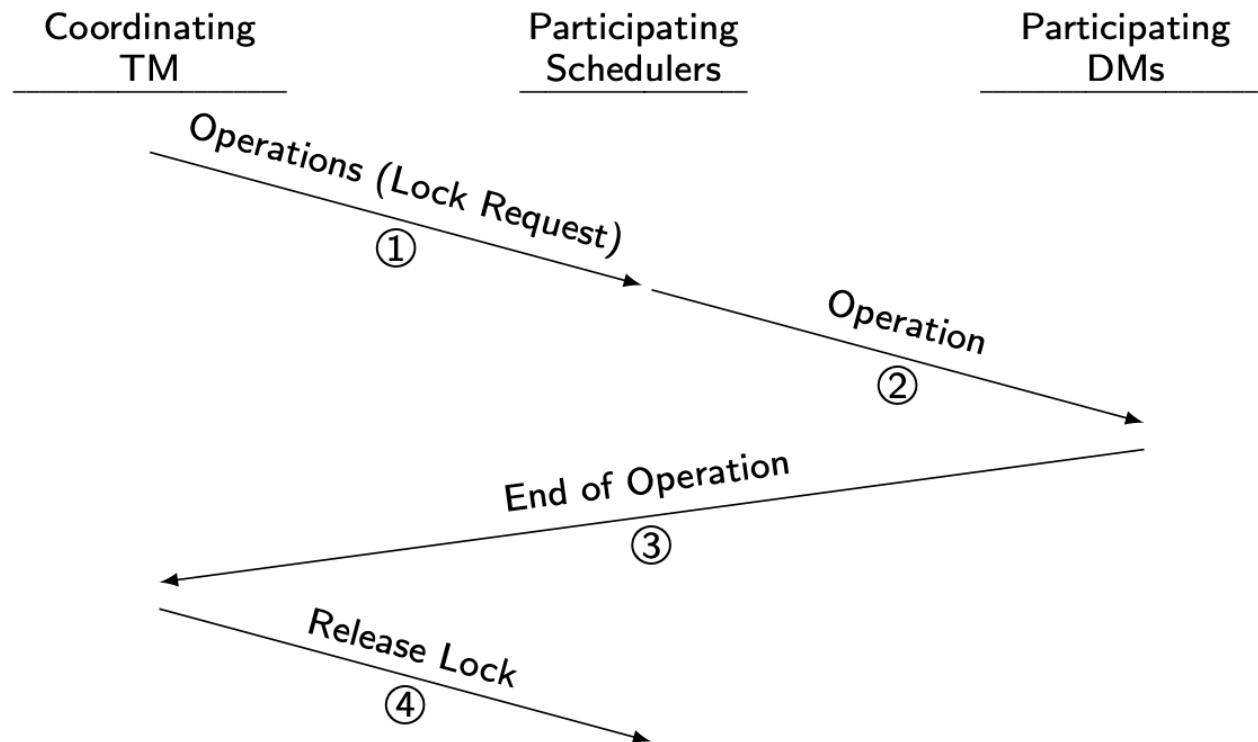 Coordinating
TM
Participating
Schedulers
Participating
DMs
Operations (Lock Request)
①
Operation
②
End of Operation
③
Release Lock
④